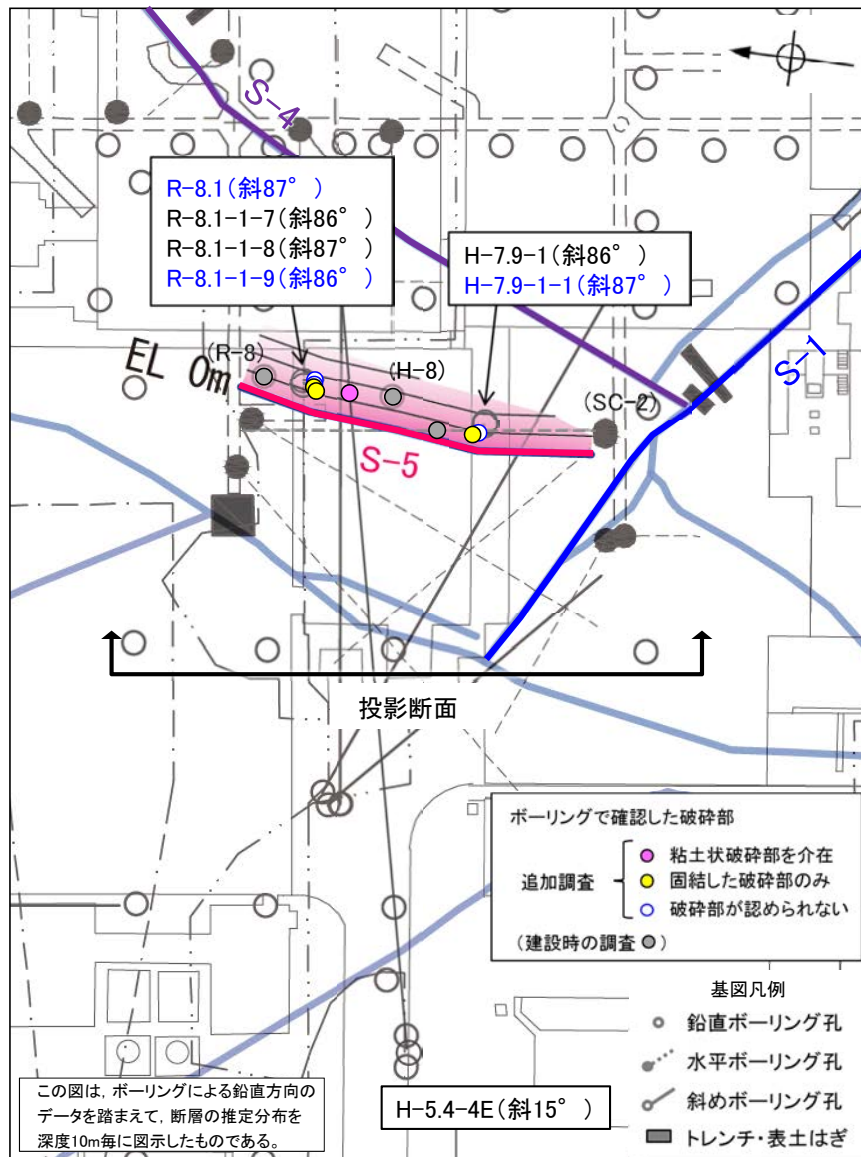 S-4
R-8.1(斜87°)
R-8.1-1-7(斜86°)
R-8.1-1-8(斜87°)
R-8.1-1-9(斜86°)
H-7.9-1(斜86°)
H-7.9-1-1(斜87°)
S-1
EL 0m
(R-8)
(H-8)
(SC-2)
S-5
投影断面
ボーリングで確認した破砕部
追加調査
粘土状破砕部を介在
固結した破砕部のみ
破砕部が認められない
(建設時の調査 )
基図凡例
鉛直ボーリング孔
水平ボーリング孔
斜めボーリング孔
トレンチ・表土はぎ
この図は，ボーリングによる鉛直方向の
データを踏まえて，断層の推定分布を
深度10m毎に図示したものである。
H-5.4-4E(斜15°)